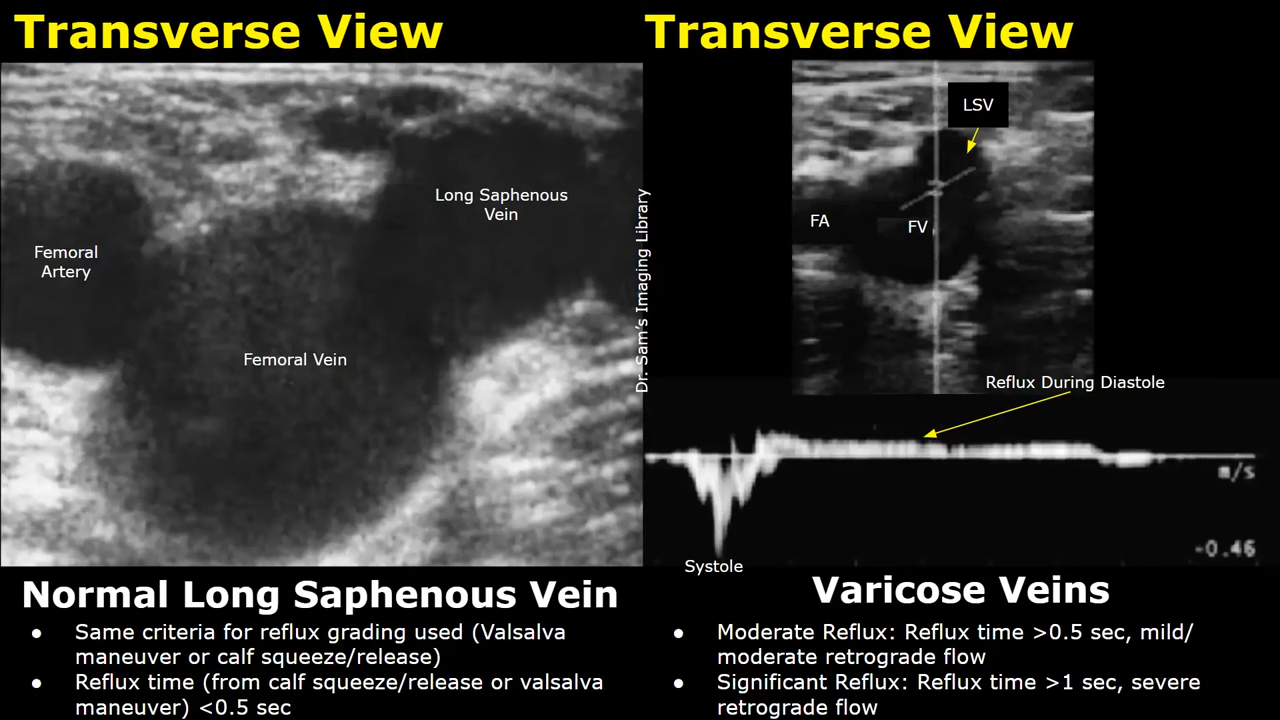 Transverse View
Femoral
Artery
Long Saphenous
Vein
Femoral Vein
Dr. Sam's Imaging Library
Normal Long Saphenous Vein
● Same criteria for reflux grading used (Valsalva
maneuver or calf squeeze/release)
● Reflux time (from calf squeeze/release or valsalva
maneuver) <0.5 sec
Transverse View
LSV
FA
FV
Reflux During Diastole
m/s
-0.46
Systole
Varicose Veins
● Moderate Reflux: Reflux time >0.5 sec, mild/
moderate retrograde flow
● Significant Reflux: Reflux time >1 sec, severe
retrograde flow